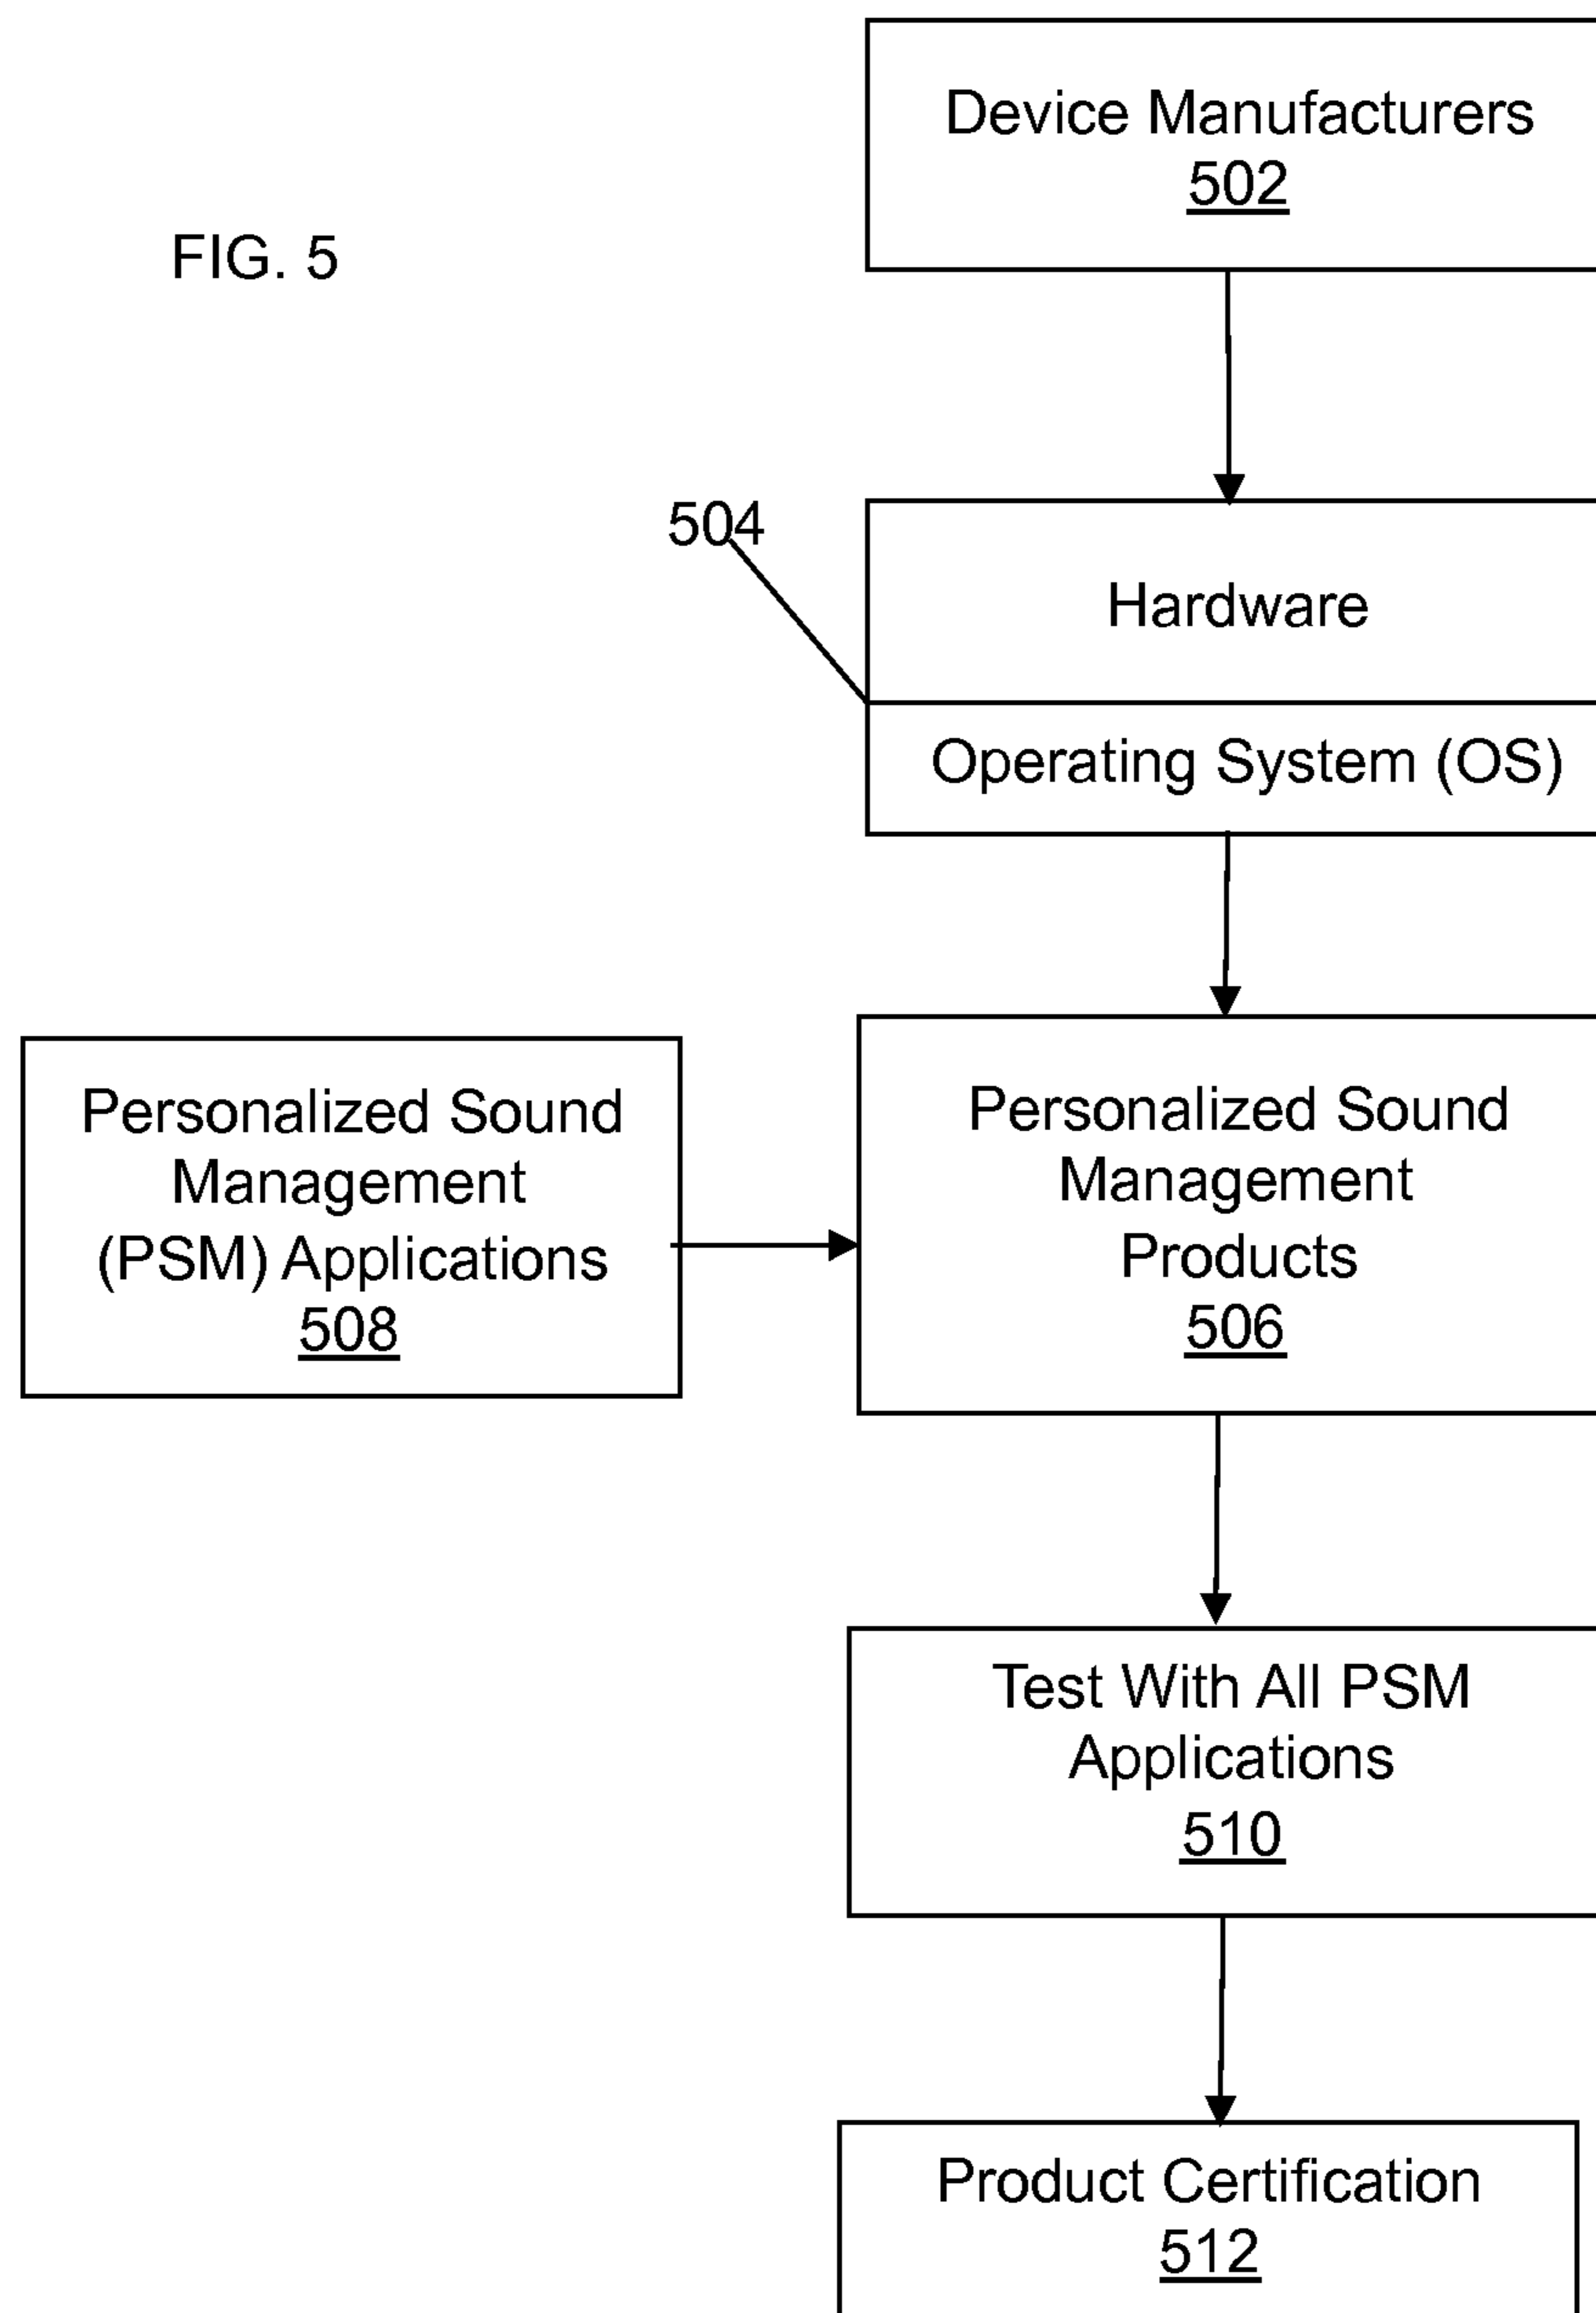 Device Manufacturers
502
FIG. 5
504
Hardware
Operating System (OS)
Personalized Sound
Management
(PSM) Applications
508
Personalized Sound
Management
Products
506
Test With All PSM
Applications
510
Product Certification
512